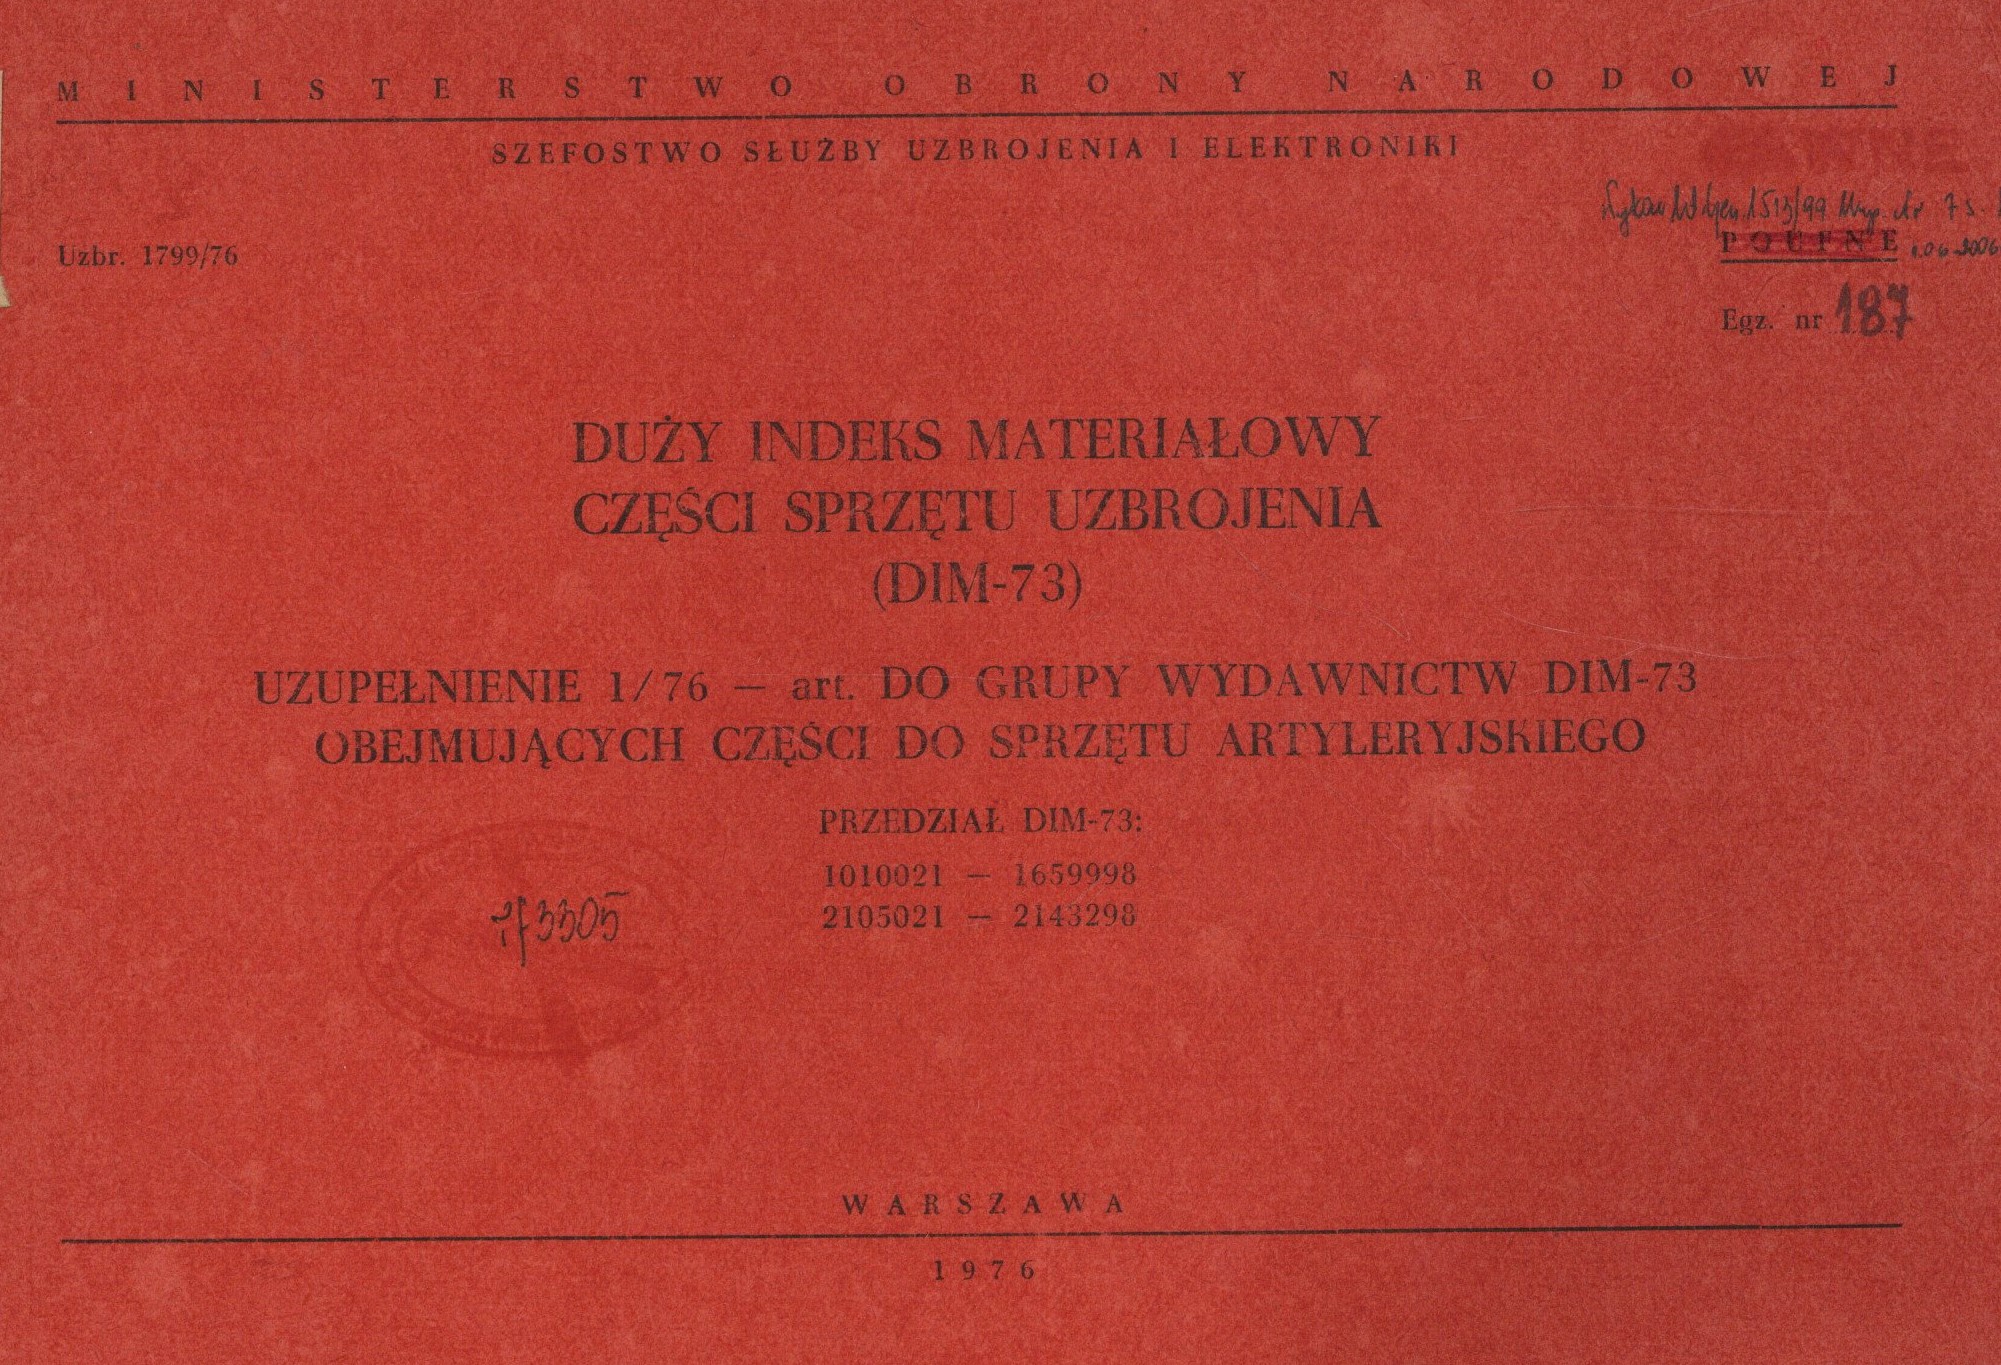 MINISTERSTWO OBRONY NARODOWEJ
SZEFOSTWO SŁUŻBY UZBROJENIA I ELEKTRONIKI
Uzbr. 1799/76
POUFNE
Egz. nr 187
DUŻY INDEKS MATERIAŁOWY
CZĘŚCI SPRZĘTU UZBROJENIA
(DIM-73)
UZUPEŁNIENIE 1/76 — art. DO GRUPY WYDAWNICTW DIM-73
OBEJMUJĄCYCH CZĘŚCI DO SPRZĘTU ARTYLERYJSKIEGO
PRZEDZIAŁ DIM-73:
1010021 — 1659998
2105021 — 2143298
3305
WARSZAWA
1976